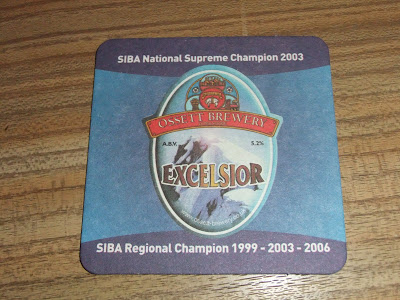 SIBA National Supreme Champion 2003
OSSETT BREWERY
A.B.V. 5.2%
EXCELSIOR
SIBA Regional Champion 1999 - 2003 - 2006